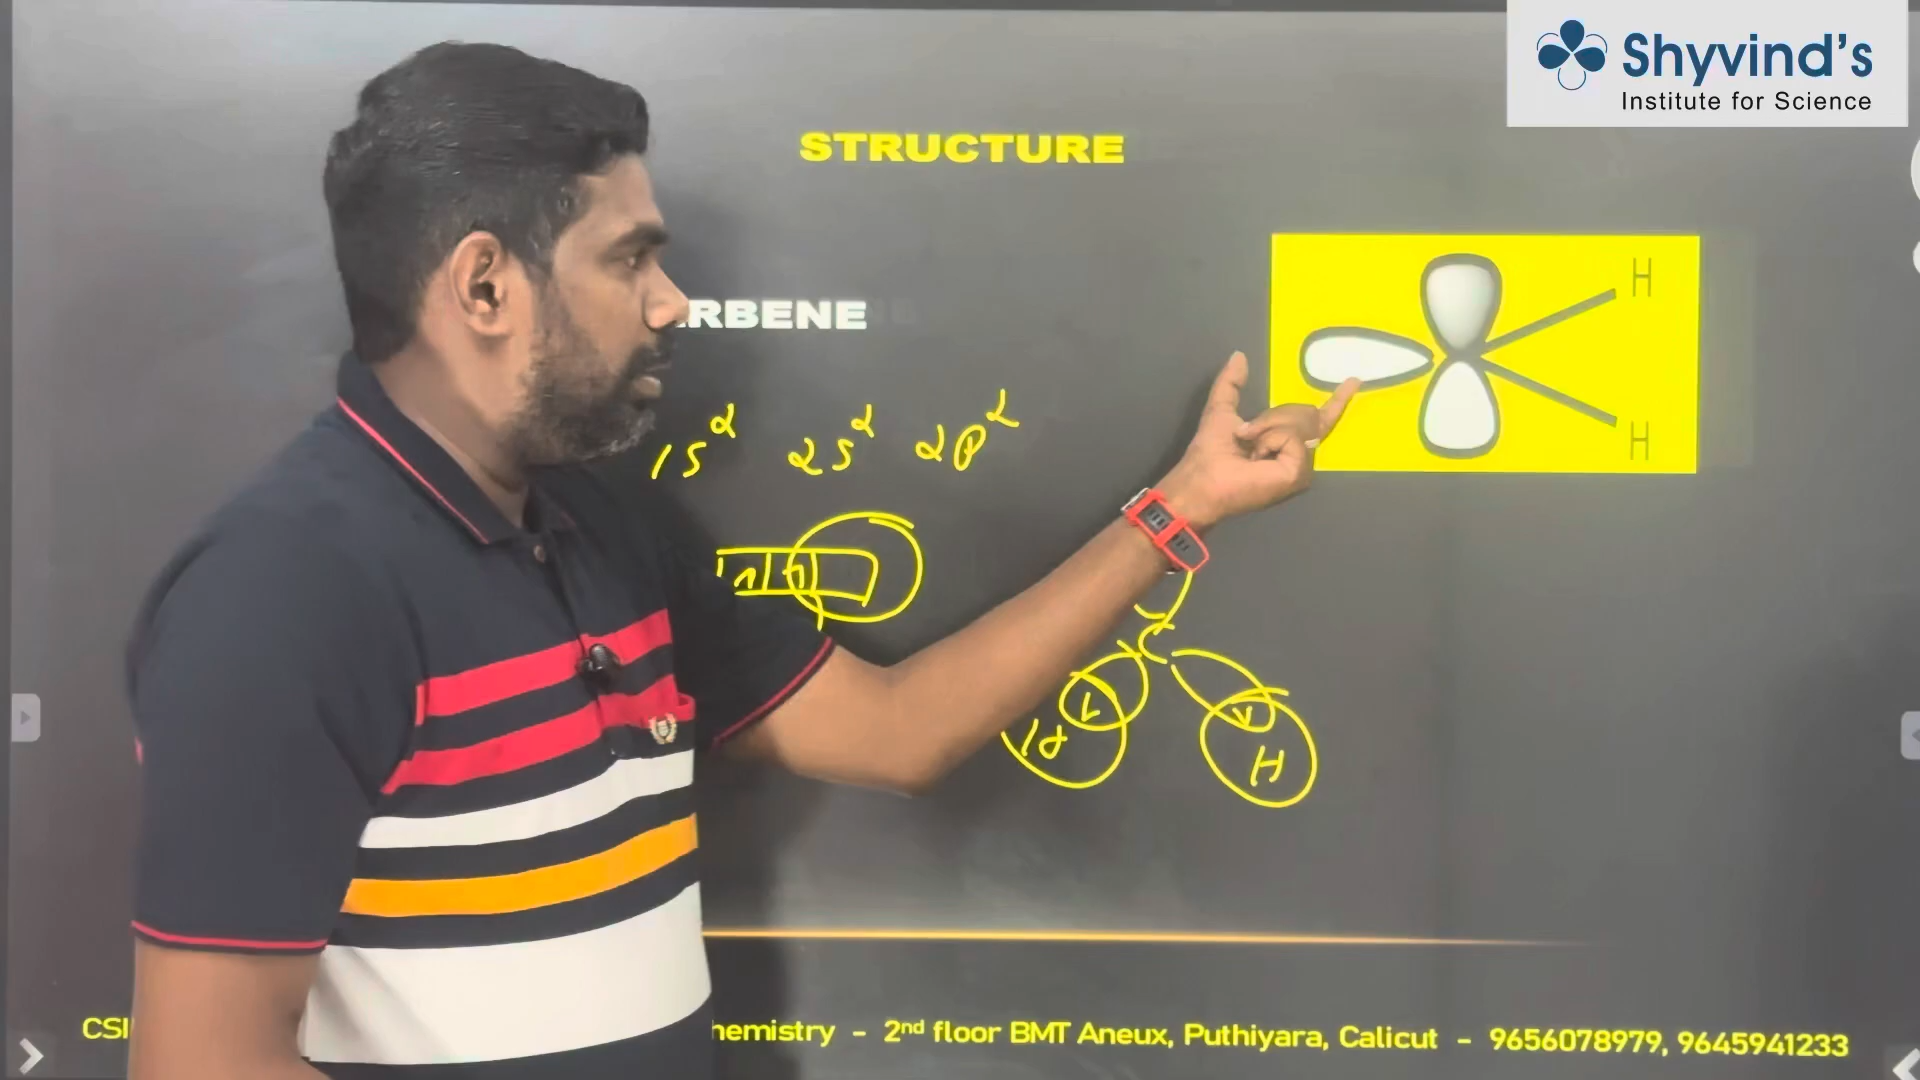 Shyvind's
Institute for Science
STRUCTURE
H
RBENE
H
1s² 2s² 2p²
C
H
CSI
hemistry - 2nd floor BMT Aneux, Puthiyara, Calicut - 9656078979, 9645941233